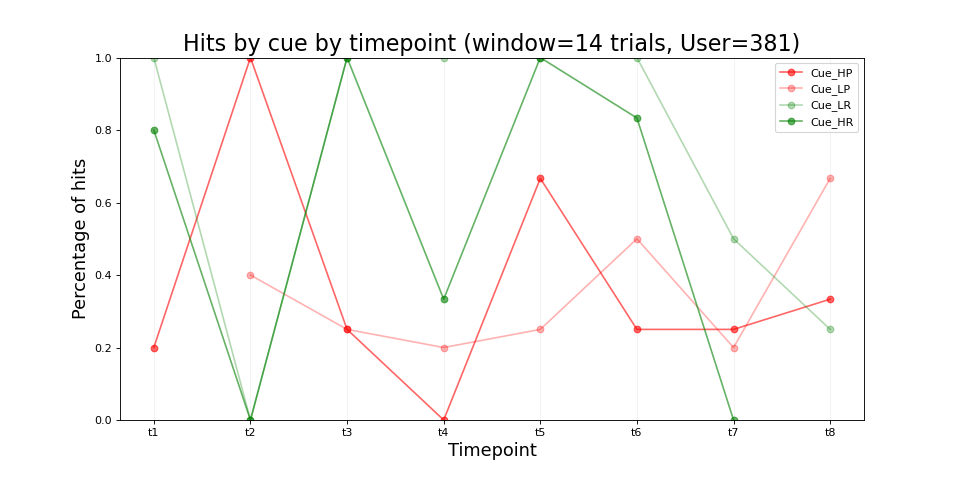 Hits by cue by timepoint (window=14 trials, User=381)
Percentage of hits
1.0
0.8
0.6
0.4
0.2
0.0
Cue_HP
Cue_LP
Cue_LR
Cue_HR
t1 t2 t3 t4 t5 t6 t7 t8
Timepoint